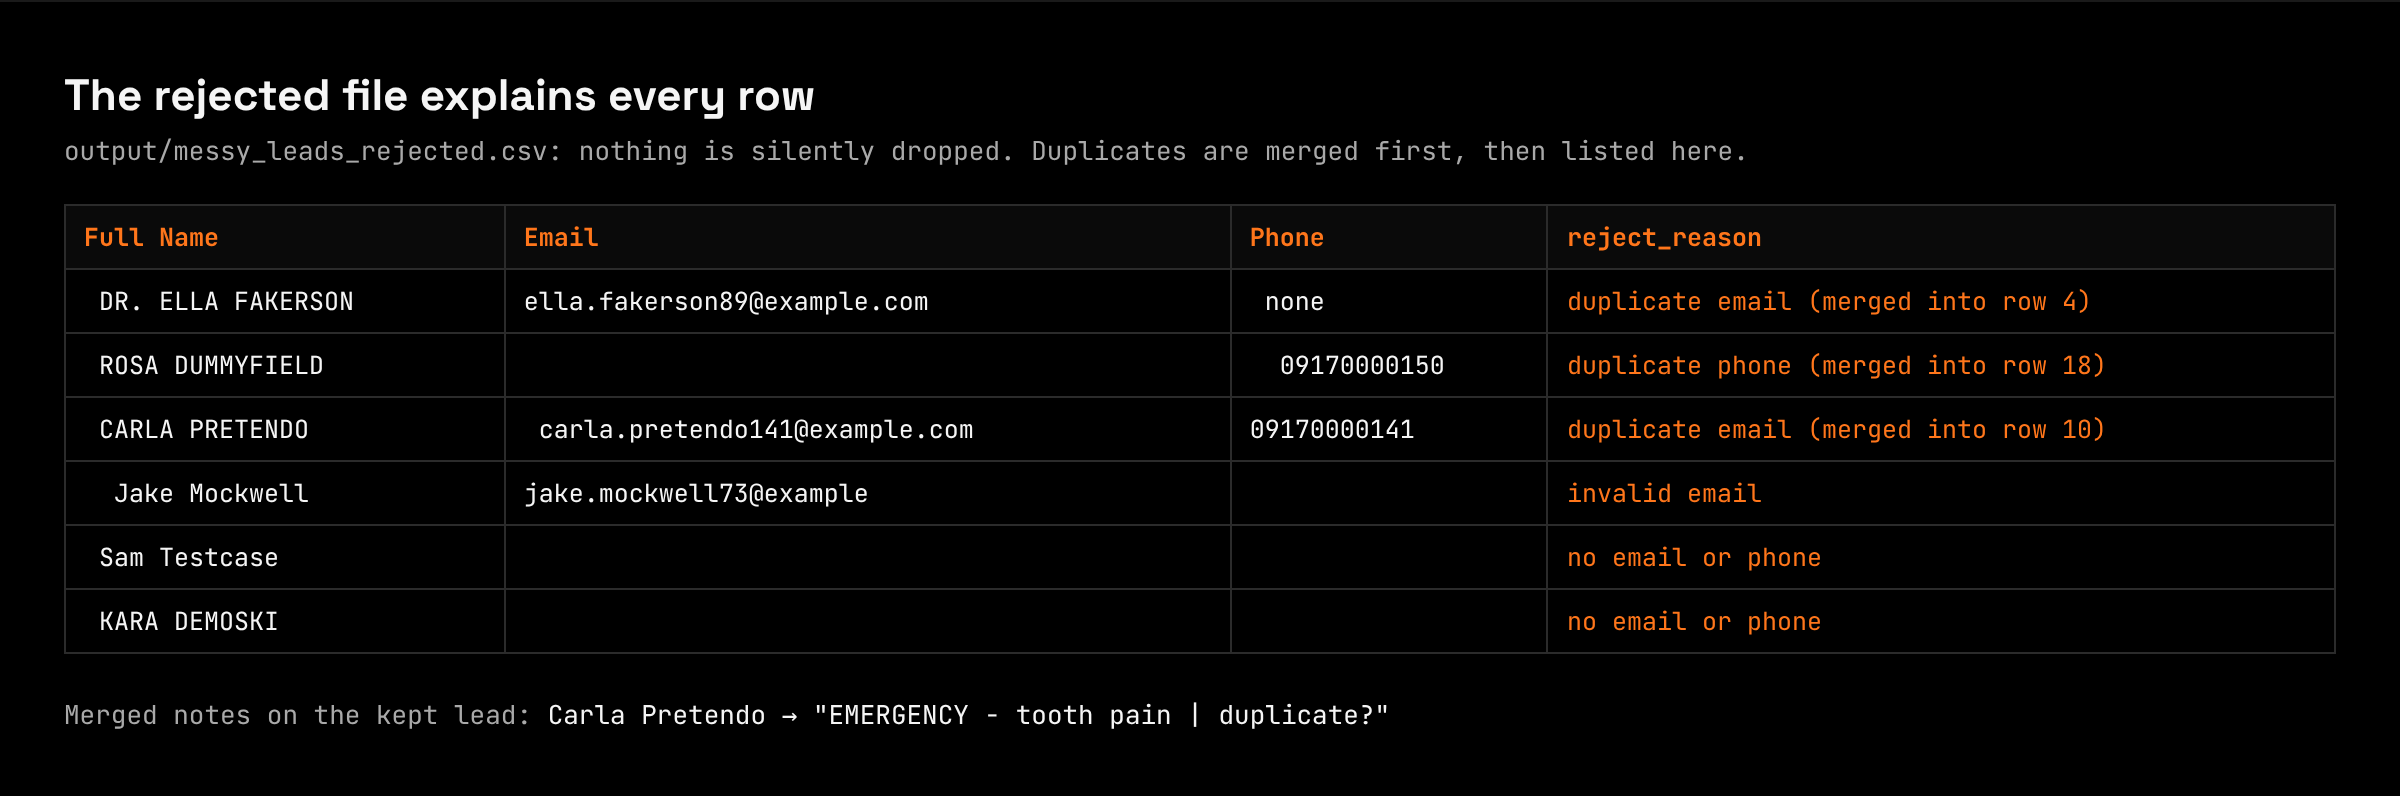 The rejected file explains every row
output/messy_leads_rejected.csv: nothing is silently dropped. Duplicates are merged first, then listed here.
Full Name Email Phone reject_reason
DR. ELLA FAKERSON ella.fakerson89@example.com none duplicate email (merged into row 4)
ROSA DUMMYFIELD 09170000150 duplicate phone (merged into row 18)
CARLA PRETENDO carla.pretendo141@example.com 09170000141 duplicate email (merged into row 10)
Jake Mockwell jake.mockwell73@example invalid email
Sam Testcase no email or phone
KARA DEMOSKI no email or phone
Merged notes on the kept lead: Carla Pretendo → "EMERGENCY - tooth pain | duplicate?"